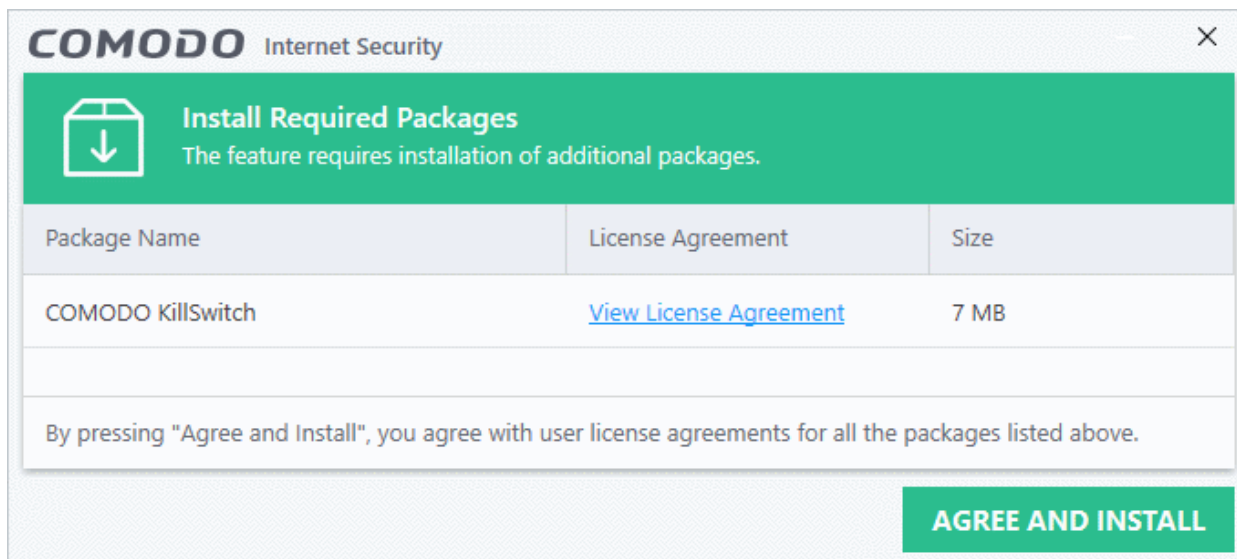 COMODO Internet Security
Install Required Packages
The feature requires installation of additional packages.
Package Name License Agreement Size
COMODO KillSwitch View License Agreement 7 MB
By pressing "Agree and Install", you agree with user license agreements for all the packages listed above.
AGREE AND INSTALL